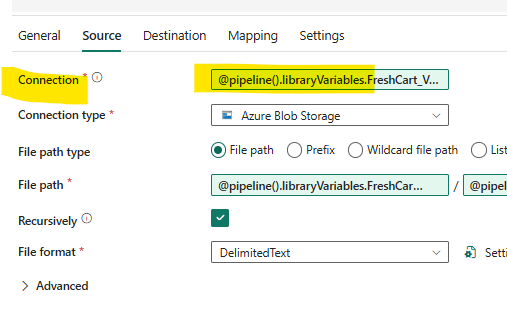 General Source Destination Mapping Settings
Connection * @pipeline().libraryVariables.FreshCart_V...
Connection type * Azure Blob Storage
File path type File path Prefix Wildcard file path List
File path * @pipeline().libraryVariables.FreshCar... / @pipel
Recursively
File format * DelimitedText Setti
Advanced